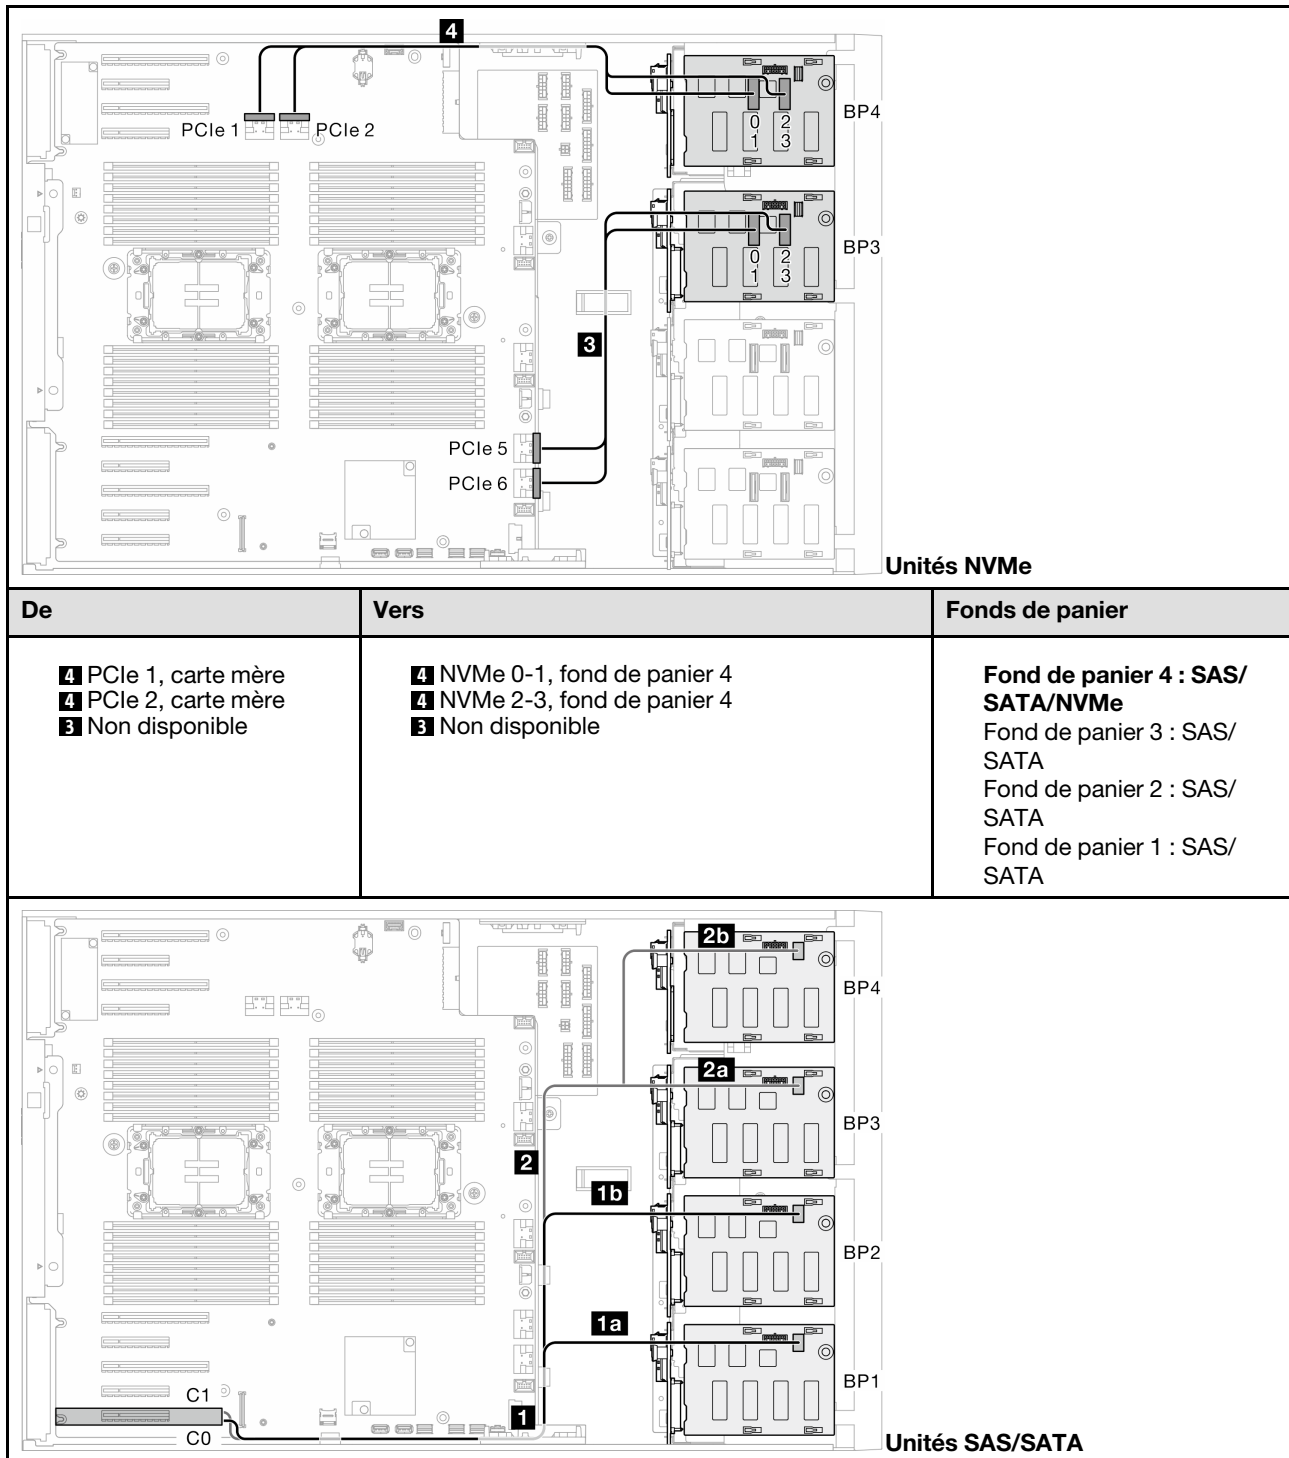 4
PCIe 1
PCIe 2
0
1
2
3
BP4
0
1
2
3
BP3
3
PCIe 5
PCIe 6
Unités NVMe
De
Vers
Fonds de panier
4 PCIe 1, carte mère
4 PCIe 2, carte mère
3 Non disponible
4 NVMe 0-1, fond de panier 4
4 NVMe 2-3, fond de panier 4
3 Non disponible
Fond de panier 4 : SAS/
SATA/NVMe
Fond de panier 3 : SAS/
SATA
Fond de panier 2 : SAS/
SATA
Fond de panier 1 : SAS/
SATA
2b
BP4
2a
BP3
2
1b
BP2
1a
BP1
C1
1
C0
Unités SAS/SATA